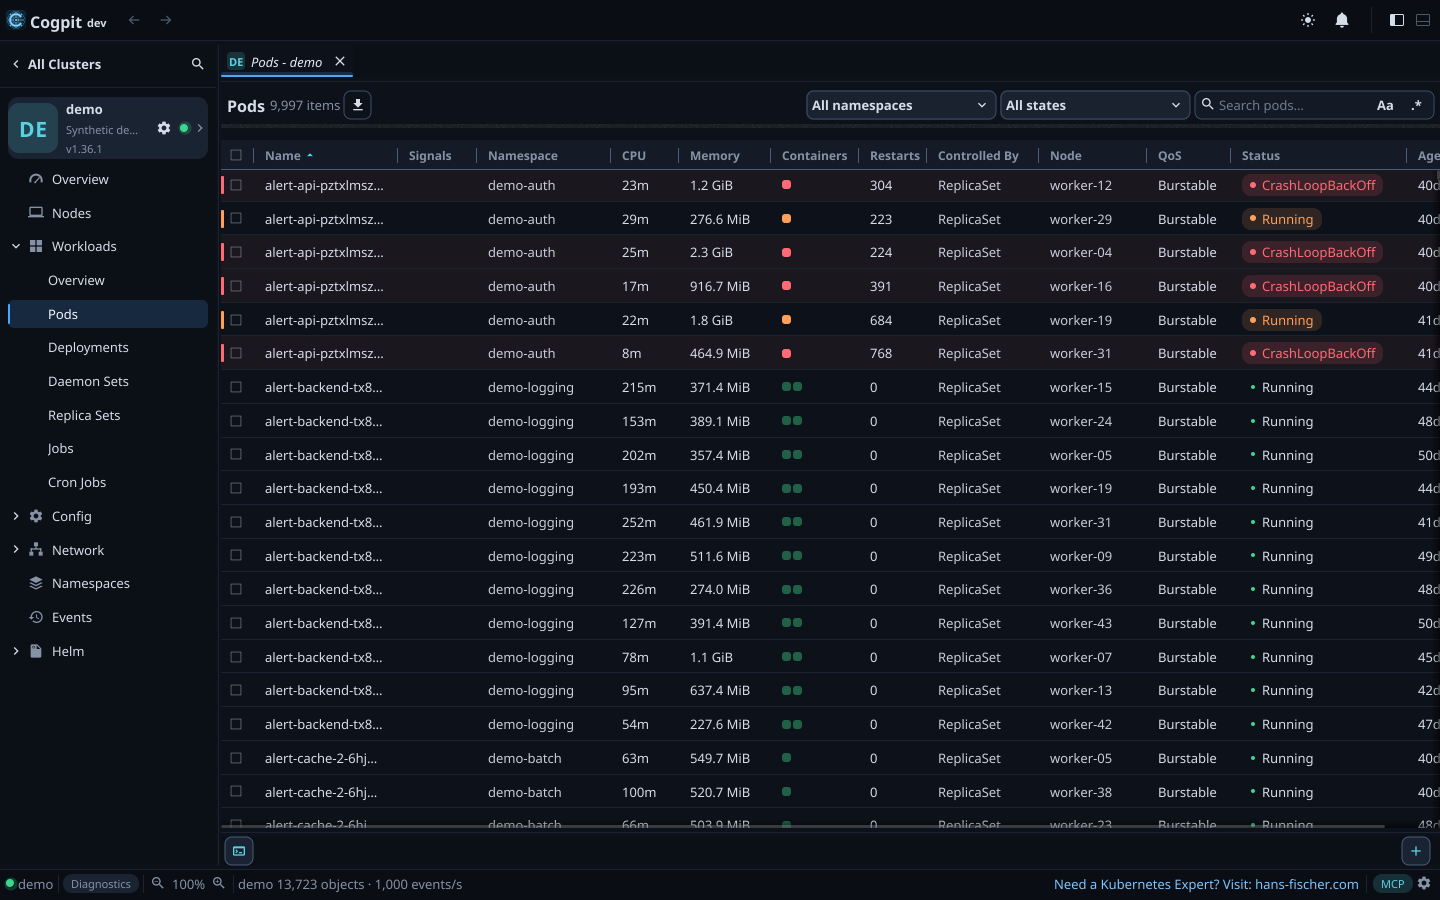 Cogpit dev
All Clusters
DE Pods - demo
DE
demo
Synthetic de...
v1.36.1
Pods 9,997 items
All namespaces
All states
Search pods...
Aa
.*
Overview
Nodes
Workloads
Overview
Pods
Deployments
Daemon Sets
Replica Sets
Jobs
Cron Jobs
Config
Network
Namespaces
Events
Helm
Name Signals Namespace CPU Memory Containers Restarts Controlled By Node QoS Status Age
alert-api-pztxlmsz... demo-auth 23m 1.2 GiB 304 ReplicaSet worker-12 Burstable CrashLoopBackOff 40d
alert-api-pztxlmsz... demo-auth 29m 276.6 MiB 223 ReplicaSet worker-29 Burstable Running 40d
alert-api-pztxlmsz... demo-auth 25m 2.3 GiB 224 ReplicaSet worker-04 Burstable CrashLoopBackOff 40d
alert-api-pztxlmsz... demo-auth 17m 916.7 MiB 391 ReplicaSet worker-16 Burstable CrashLoopBackOff 40d
alert-api-pztxlmsz... demo-auth 22m 1.8 GiB 684 ReplicaSet worker-19 Burstable Running 41d
alert-api-pztxlmsz... demo-auth 8m 464.9 MiB 768 ReplicaSet worker-31 Burstable CrashLoopBackOff 41d
alert-backend-tx8... demo-logging 215m 371.4 MiB 0 ReplicaSet worker-15 Burstable Running 44d
alert-backend-tx8... demo-logging 153m 389.1 MiB 0 ReplicaSet worker-24 Burstable Running 48d
alert-backend-tx8... demo-logging 202m 357.4 MiB 0 ReplicaSet worker-05 Burstable Running 50d
alert-backend-tx8... demo-logging 193m 450.4 MiB 0 ReplicaSet worker-19 Burstable Running 44d
alert-backend-tx8... demo-logging 252m 461.9 MiB 0 ReplicaSet worker-31 Burstable Running 41d
alert-backend-tx8... demo-logging 223m 511.6 MiB 0 ReplicaSet worker-09 Burstable Running 49d
alert-backend-tx8... demo-logging 226m 274.0 MiB 0 ReplicaSet worker-36 Burstable Running 48d
alert-backend-tx8... demo-logging 127m 391.4 MiB 0 ReplicaSet worker-43 Burstable Running 50d
alert-backend-tx8... demo-logging 78m 1.1 GiB 0 ReplicaSet worker-07 Burstable Running 45d
alert-backend-tx8... demo-logging 95m 637.4 MiB 0 ReplicaSet worker-13 Burstable Running 42d
alert-backend-tx8... demo-logging 54m 227.6 MiB 0 ReplicaSet worker-42 Burstable Running 47d
alert-cache-2-6hj... demo-batch 63m 549.7 MiB 0 ReplicaSet worker-05 Burstable Running 40d
alert-cache-2-6hj... demo-batch 100m 520.7 MiB 0 ReplicaSet worker-38 Burstable Running 40d
alert-cache-2-6hj... demo-batch 66m 503.9 MiB 0 ReplicaSet worker-23 Burstable Running 48d
demo
Diagnostics
100%
demo 13,723 objects · 1,000 events/s
Need a Kubernetes Expert? Visit: hans-fischer.com
MCP